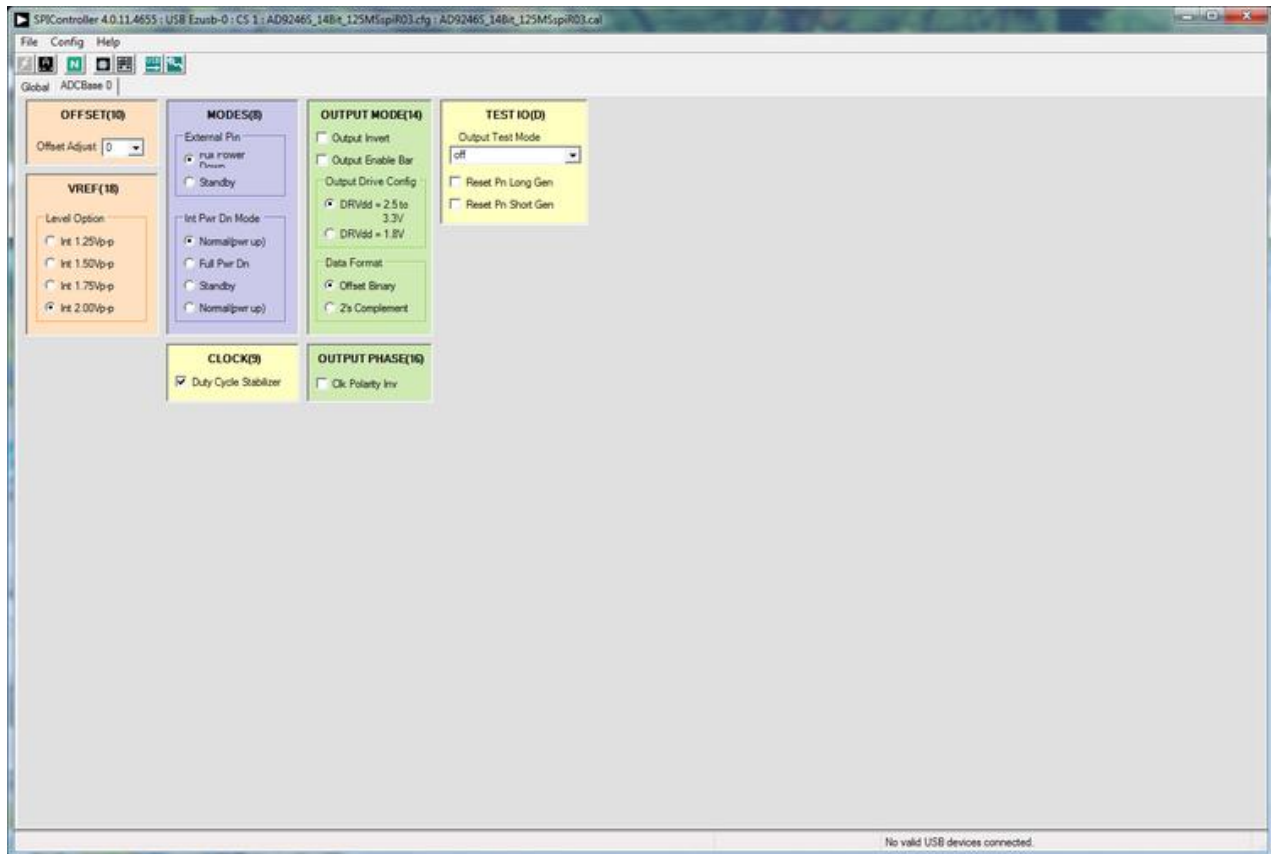 SPIController 4.0.11.4655 : USB Ezusb-0 : CS 1 : AD9246S_14Bit_125MSspiR03.cfg : AD9246S_14Bit_125MSspiR03.cal
File Config Help
Global ADCBase 0
OFFSET(10)
Offset Adjust 0
VREF(18)
Level Option
Int 1.25Vp-p
Int 1.50Vp-p
Int 1.75Vp-p
Int 2.00Vp-p
MODES(8)
External Pin
Full Power
Down
Standby
Int Pwr Dn Mode
Normal(pwr up)
Full Pwr Dn
Standby
Normal(pwr up)
CLOCK(9)
Duty Cycle Stabilizer
OUTPUT MODE(14)
Output Invert
Output Enable Bar
Output Drive Config
DRVdd = 2.5 to
3.3V
DRVdd = 1.8V
Data Format
Offset Binary
2's Complement
OUTPUT PHASE(16)
Clk Polarity Inv
TEST IO(D)
Output Test Mode
off
Reset Pn Long Gen
Reset Pn Short Gen
No valid USB devices connected.